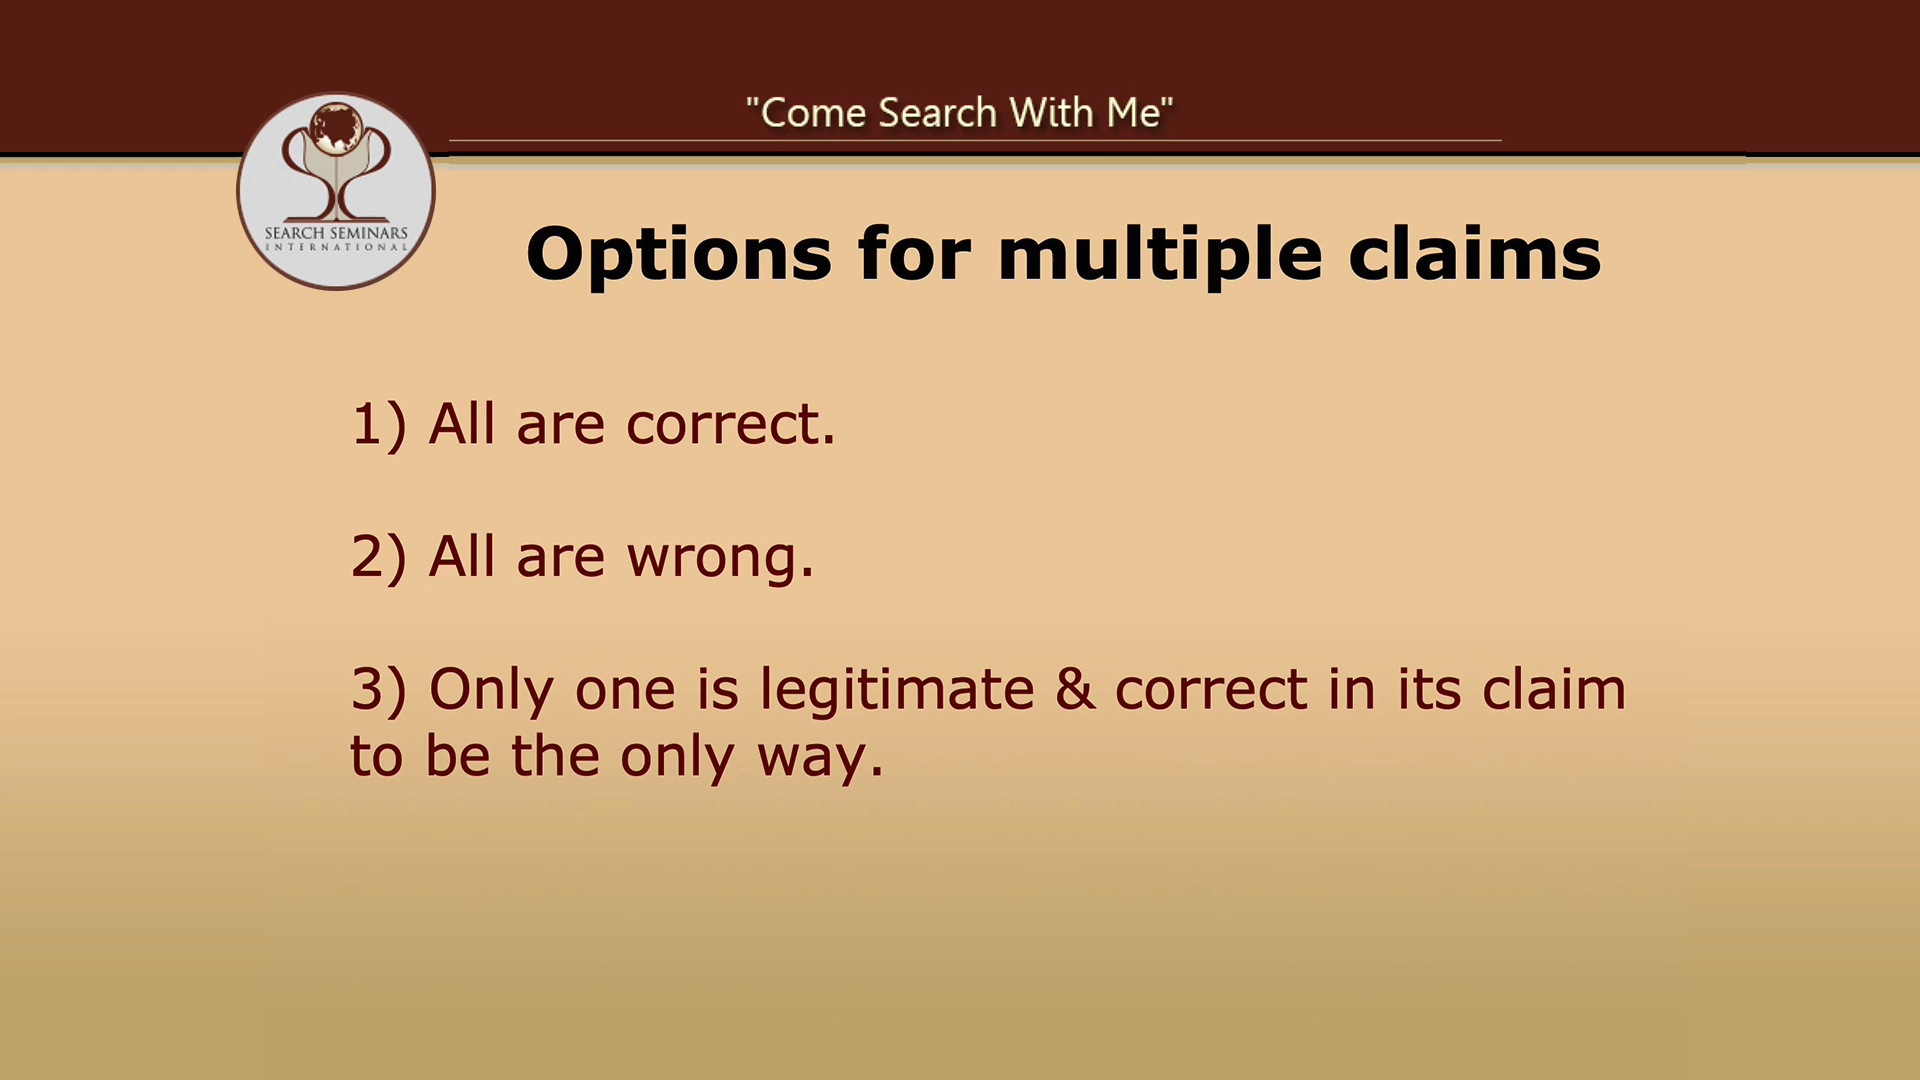 "Come Search With Me"
SEARCH SEMINARS
INTERNATIONAL
Options for multiple claims
1) All are correct.
2) All are wrong.
3) Only one is legitimate & correct in its claim
to be the only way.